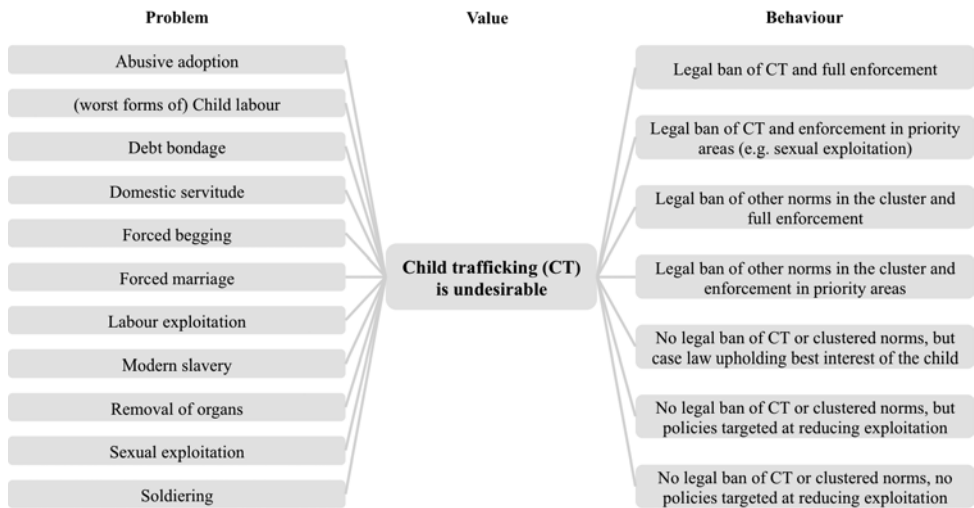 Problem
Value
Behaviour
Abusive adoption
(worst forms of) Child labour
Debt bondage
Domestic servitude
Forced begging
Forced marriage
Labour exploitation
Modern slavery
Removal of organs
Sexual exploitation
Soldiering
Child trafficking (CT)
is undesirable
Legal ban of CT and full enforcement
Legal ban of CT and enforcement in priority
areas (e.g. sexual exploitation)
Legal ban of other norms in the cluster and
full enforcement
Legal ban of other norms in the cluster and
enforcement in priority areas
No legal ban of CT or clustered norms, but
case law upholding best interest of the child
No legal ban of CT or clustered norms, but
policies targeted at reducing exploitation
No legal ban of CT or clustered norms, no
policies targeted at reducing exploitation